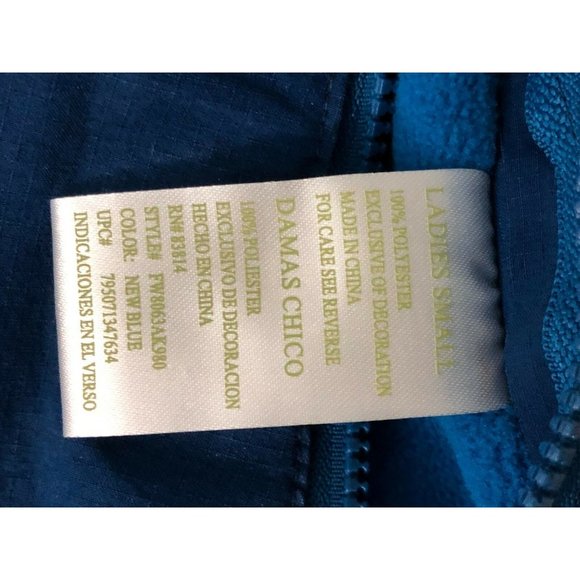 LADIES SMALL
100% POLYESTER
EXCLUSIVE OF DECORATION
MADE IN CHINA
FOR CARE SEE REVERSE
DAMAS CHICO
100% POLIESTER
EXCLUSIVO DE DECORACION
HECHO EN CHINA
RN# 83814
STYLE# FW8063AK980
COLOR: NEW BLUE
UPC# 795071347634
INDICACIONES EN EL VERSO